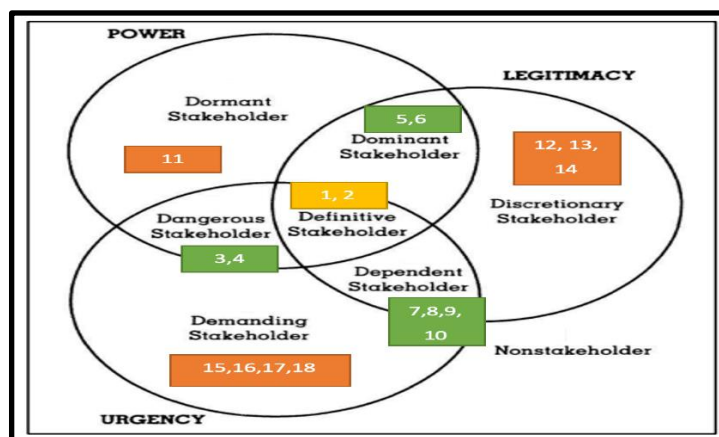 POWER
LEGITIMACY
Dormant
Stakeholder
5,6
Dominant
Stakeholder
12, 13,
14
11
1, 2
Discretionary
Stakeholder
Dangerous
Stakeholder
Definitive
Stakeholder
3,4
Dependent
Stakeholder
7,8,9,
10
Demanding
Stakeholder
Nonstakeholder
15,16,17,18
URGENCY